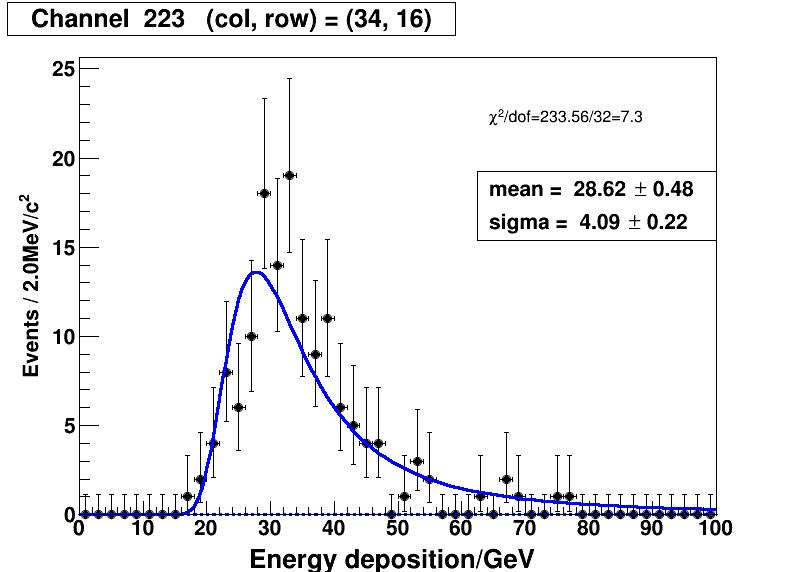 Channel 223 (col, row) = (34, 16)
25
20
15
10
5
0
Events / 2.0MeV/c²
χ²/dof=233.56/32=7.3
mean = 28.62 ± 0.48
sigma = 4.09 ± 0.22
0 10 20 30 40 50 60 70 80 90 100
Energy deposition/GeV